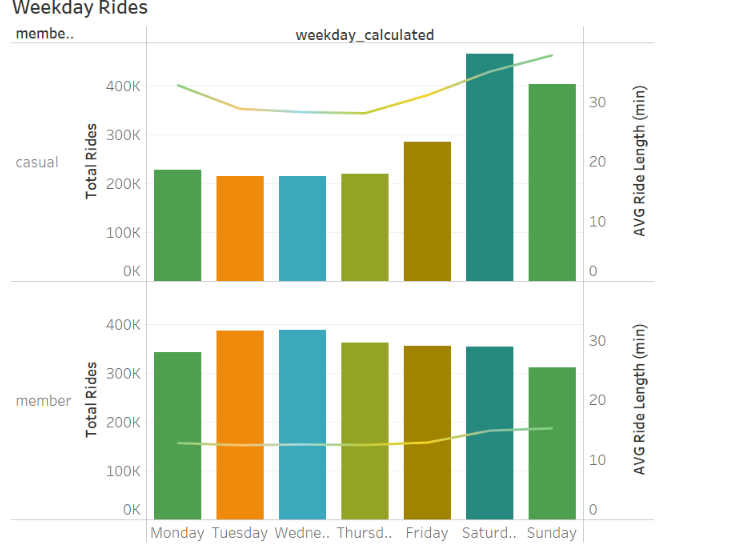 Weekday Rides
membe..
weekday_calculated
casual
Total Rides
400K
300K
200K
100K
0K
30
20
10
0
AVG Ride Length (min)
member
Total Rides
400K
300K
200K
100K
0K
30
20
10
0
AVG Ride Length (min)
Monday Tuesday Wedne.. Thursd.. Friday Saturd.. Sunday